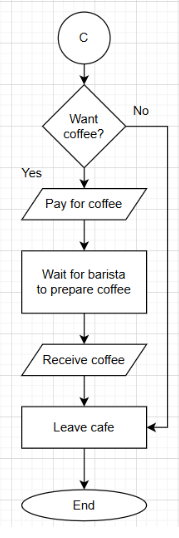 C
Want
coffee?
No
Yes
Pay for coffee
Wait for barista
to prepare coffee
Receive coffee
Leave cafe
End